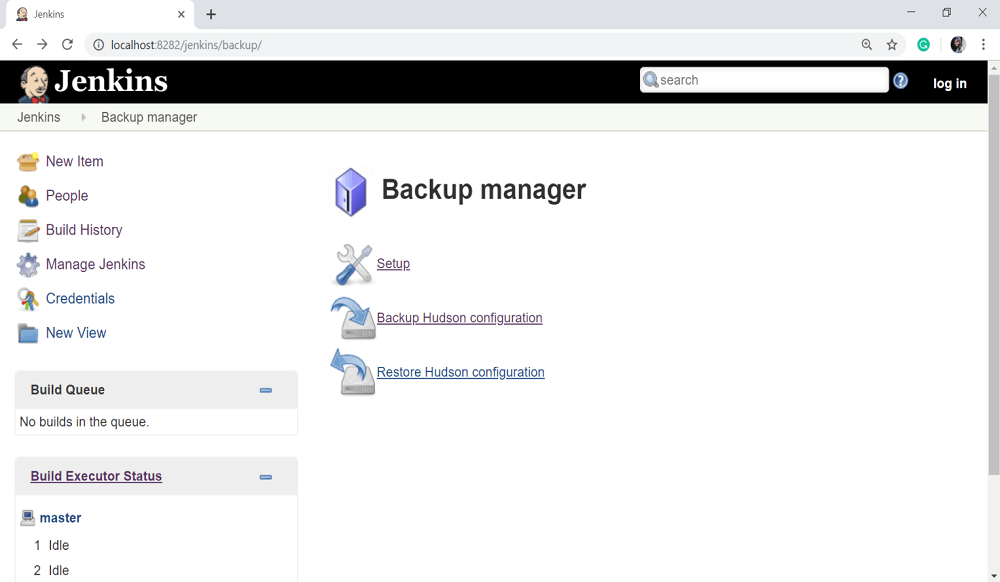 Jenkins
localhost:8282/jenkins/backup/
Jenkins
search
log in
Jenkins
Backup manager
New Item
People
Build History
Manage Jenkins
Credentials
New View
Build Queue
No builds in the queue.
Build Executor Status
master
1 Idle
2 Idle
Backup manager
Setup
Backup Hudson configuration
Restore Hudson configuration